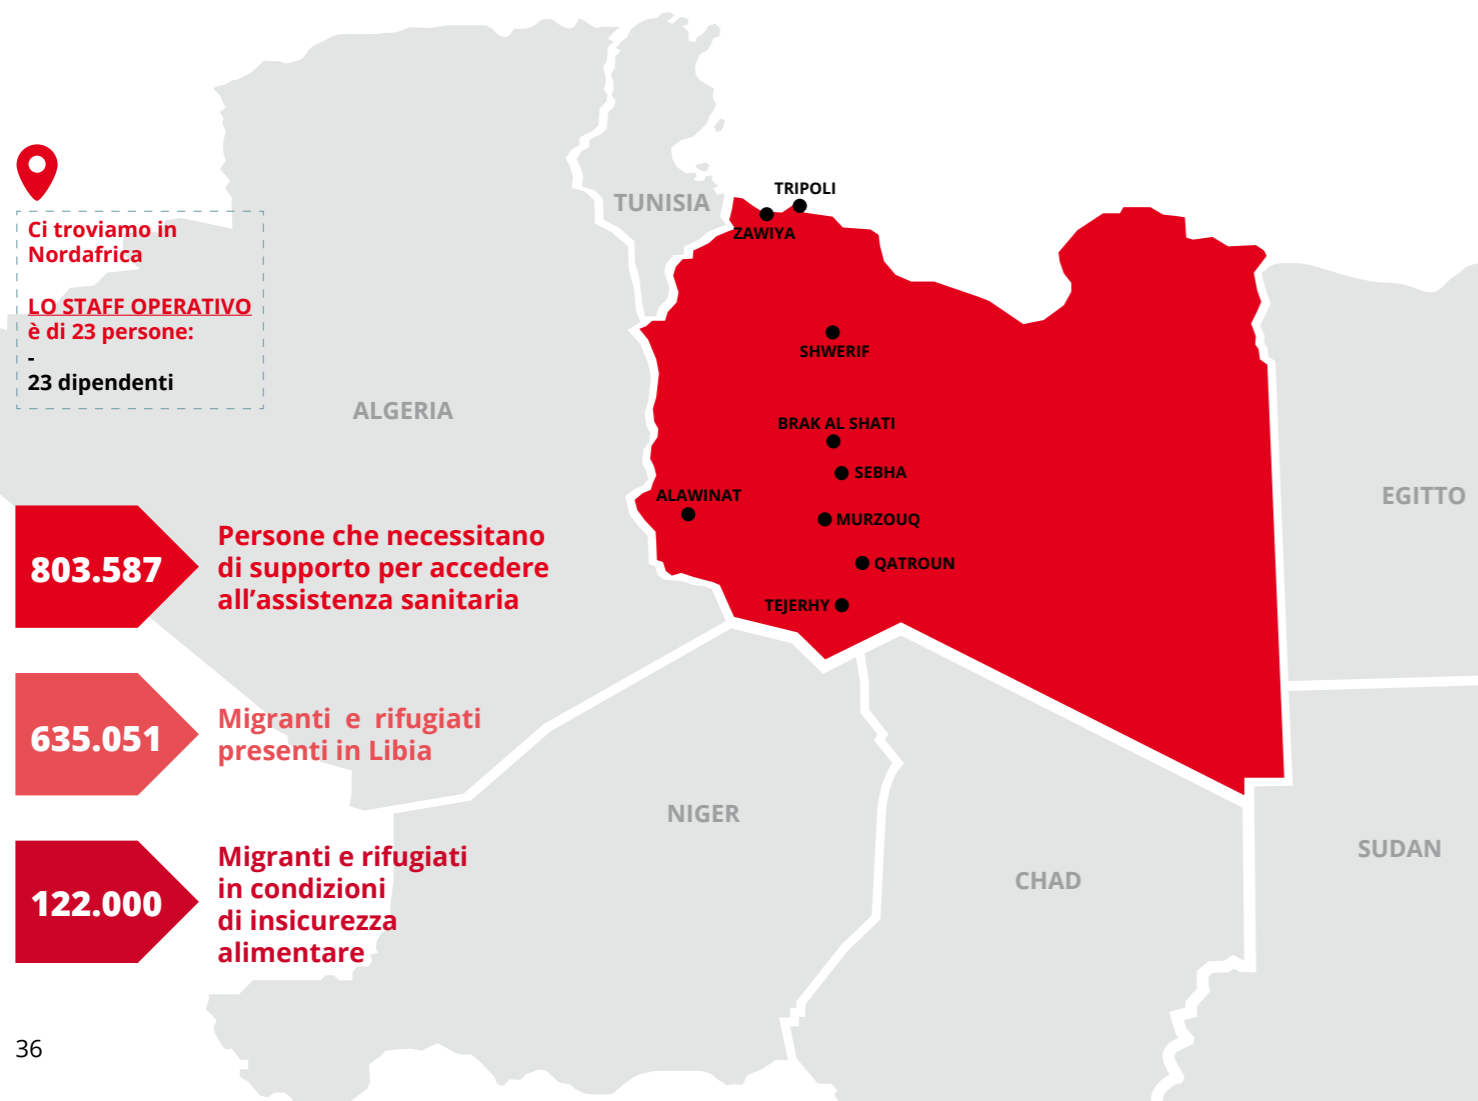 Ci troviamo in
Nordafrica
LO STAFF OPERATIVO
è di 23 persone:
-
23 dipendenti
TUNISIA
TRIPOLI
ZAWIYA
SHWERIF
ALGERIA
BRAK AL SHATI
SEBHA
ALAWINAT
MURZOUQ
EGITTO
QATROUN
TEJERHY
803.587
Persone che necessitano
di supporto per accedere
all’assistenza sanitaria
635.051
Migranti e rifugiati
presenti in Libia
NIGER
CHAD
SUDAN
122.000
Migranti e rifugiati
in condizioni
di insicurezza
alimentare
36